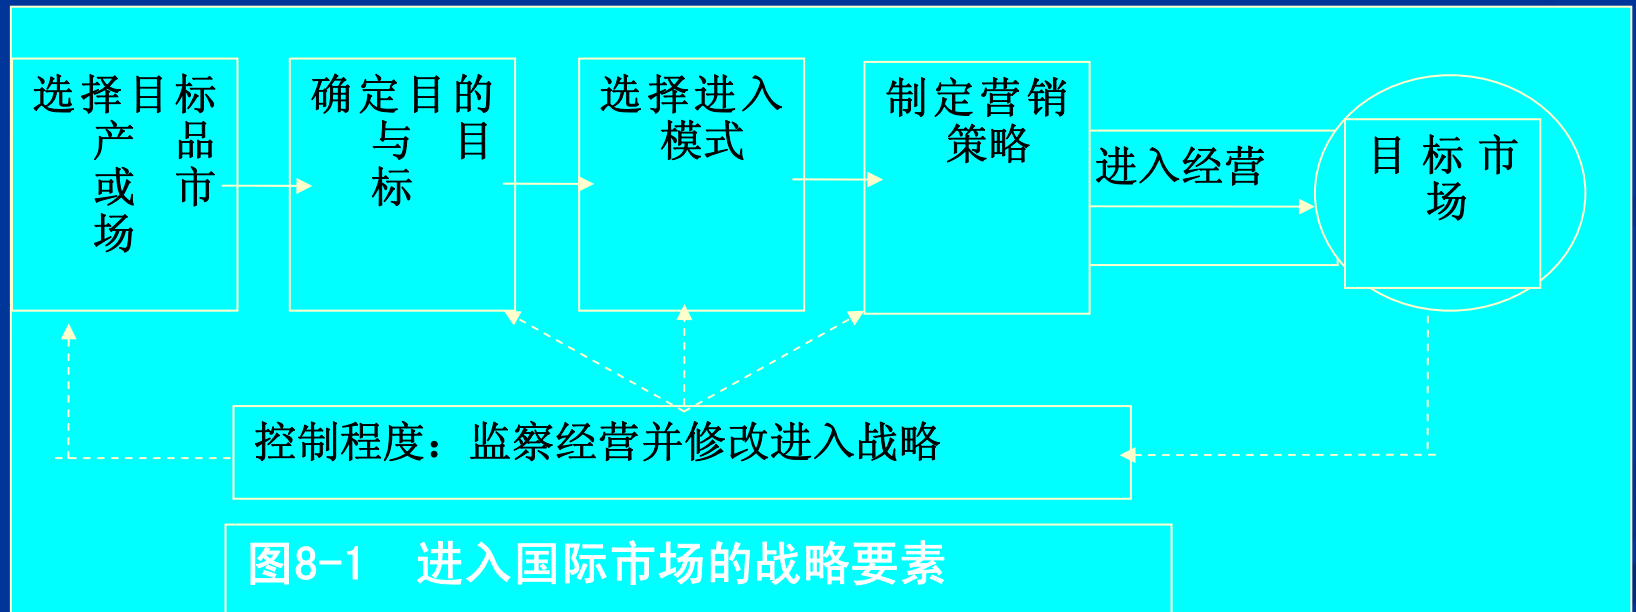 选择目标
产品
或市
场
确定目的
与目
标
选择进入
模式
制定营销
策略
进入经营
目标市
场
控制程度：监察经营并修改进入战略
图8-1 进入国际市场的战略要素